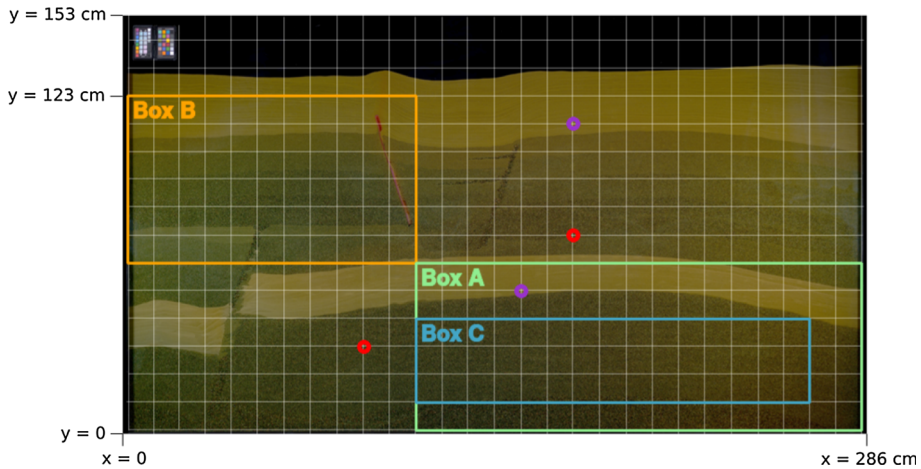 y = 153 cm
y = 123 cm
Box B
Box A
Box C
y = 0
x = 0
x = 286 cm